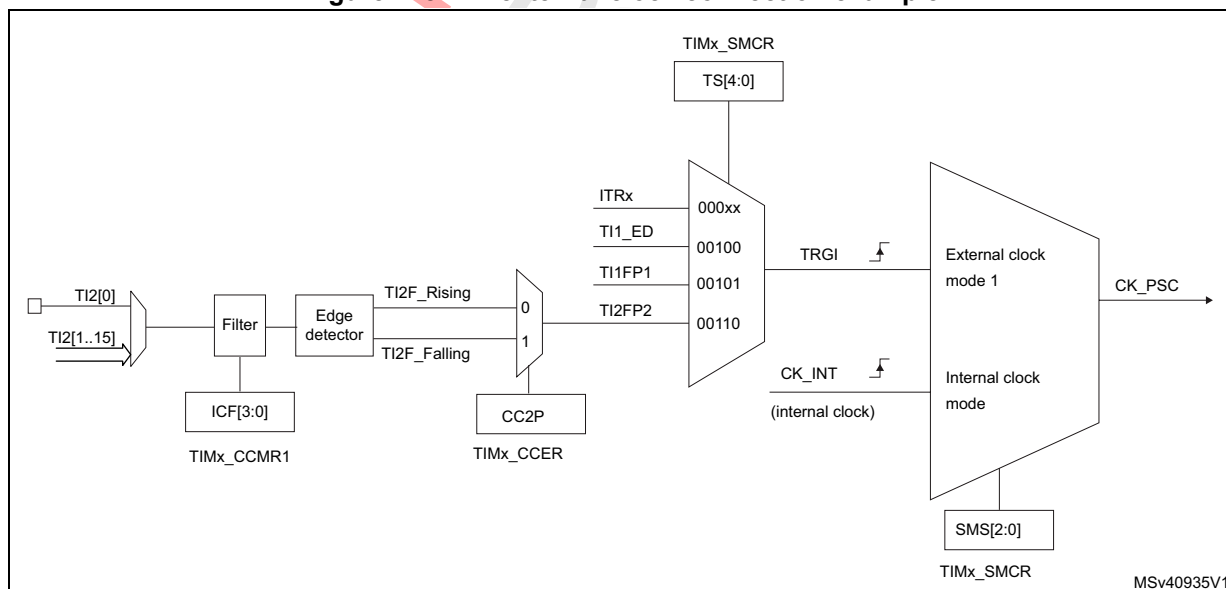 TIMx_SMCR
TS[4:0]
ITRx
000xx
TI1_ED
00100
TI1FP1
00101
TI2FP2
00110
TRGI
External clock
mode 1
CK_PSC
TI2[0]
TI2[1..15]
Filter
Edge
detector
TI2F_Rising
TI2F_Falling
0
1
ICF[3:0]
TIMx_CCMR1
CC2P
TIMx_CCER
CK_INT
(internal clock)
Internal clock
mode
SMS[2:0]
TIMx_SMCR
MSv40935V1